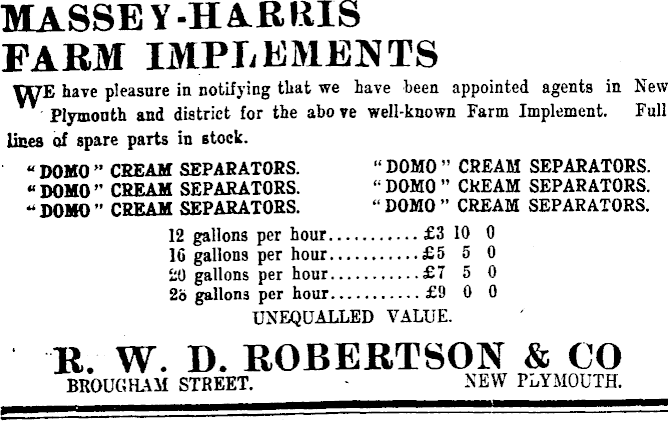 MASSEY-HARRIS
FARM IMPLEMENTS
WE have pleasure in notifying that we have been appointed agents in New
Plymouth and district for the above well-known Farm Implement. Full
lines of spare parts in stock.
"DOMO" CREAM SEPARATORS. "DOMO" CREAM SEPARATORS.
"DOMO" CREAM SEPARATORS. "DOMO" CREAM SEPARATORS.
"DOMO" CREAM SEPARATORS. "DOMO" CREAM SEPARATORS.
12 gallons per hour...........£3 10 0
16 gallons per hour...........£5 5 0
20 gallons per hour...........£7 5 0
gallons per hour...........£9 0 0
UNEQUALLED VALUE.
R. W. D. ROBERTSON & CO
BROUGHAM STREET. NEW PLYMOUTH.